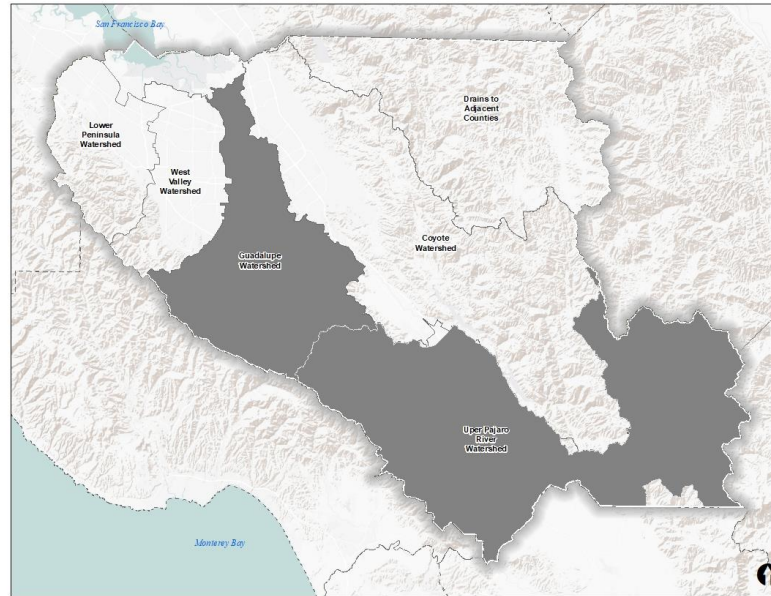 San Francisco Bay
Drains to
Adjacent
Counties
Lower
Peninsula
Watershed
West
Valley
Watershed
Coyote
Watershed
Guadalupe
Watershed
Uper Pajaro
River
Watershed
Monterey Bay